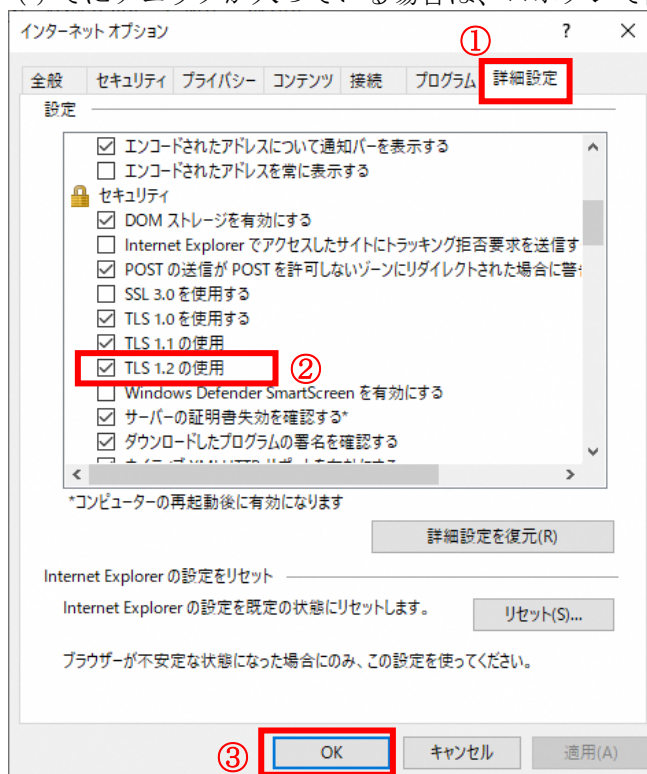 インターネット オプション
①
?
×
全般 セキュリティ プライバシー コンテンツ 接続 プログラム 詳細設定
設定
エンコードされたアドレスについて通知バーを表示する
エンコードされたアドレスを常に表示する
セキュリティ
DOM ストレージを有効にする
Internet Explorer でアクセスしたサイトにトラッキング拒否要求を送信す
POST の送信が POST を許可しないゾーンにリダイレクトされた場合に警
SSL 3.0 を使用する
TLS 1.0 を使用する
TLS 1.1 の使用
TLS 1.2 の使用
②
Windows Defender SmartScreen を有効にする
サーバーの証明書失効を確認する*
ダウンロードしたプログラムの署名を確認する
*コンピューターの再起動後に有効になります
詳細設定を復元(R)
Internet Explorer の設定をリセット
Internet Explorer の設定を既定の状態にリセットします。
リセット(S)...
ブラウザーが不安定な状態になった場合にのみ、この設定を使ってください。
③
OK キャンセル 適用(A)